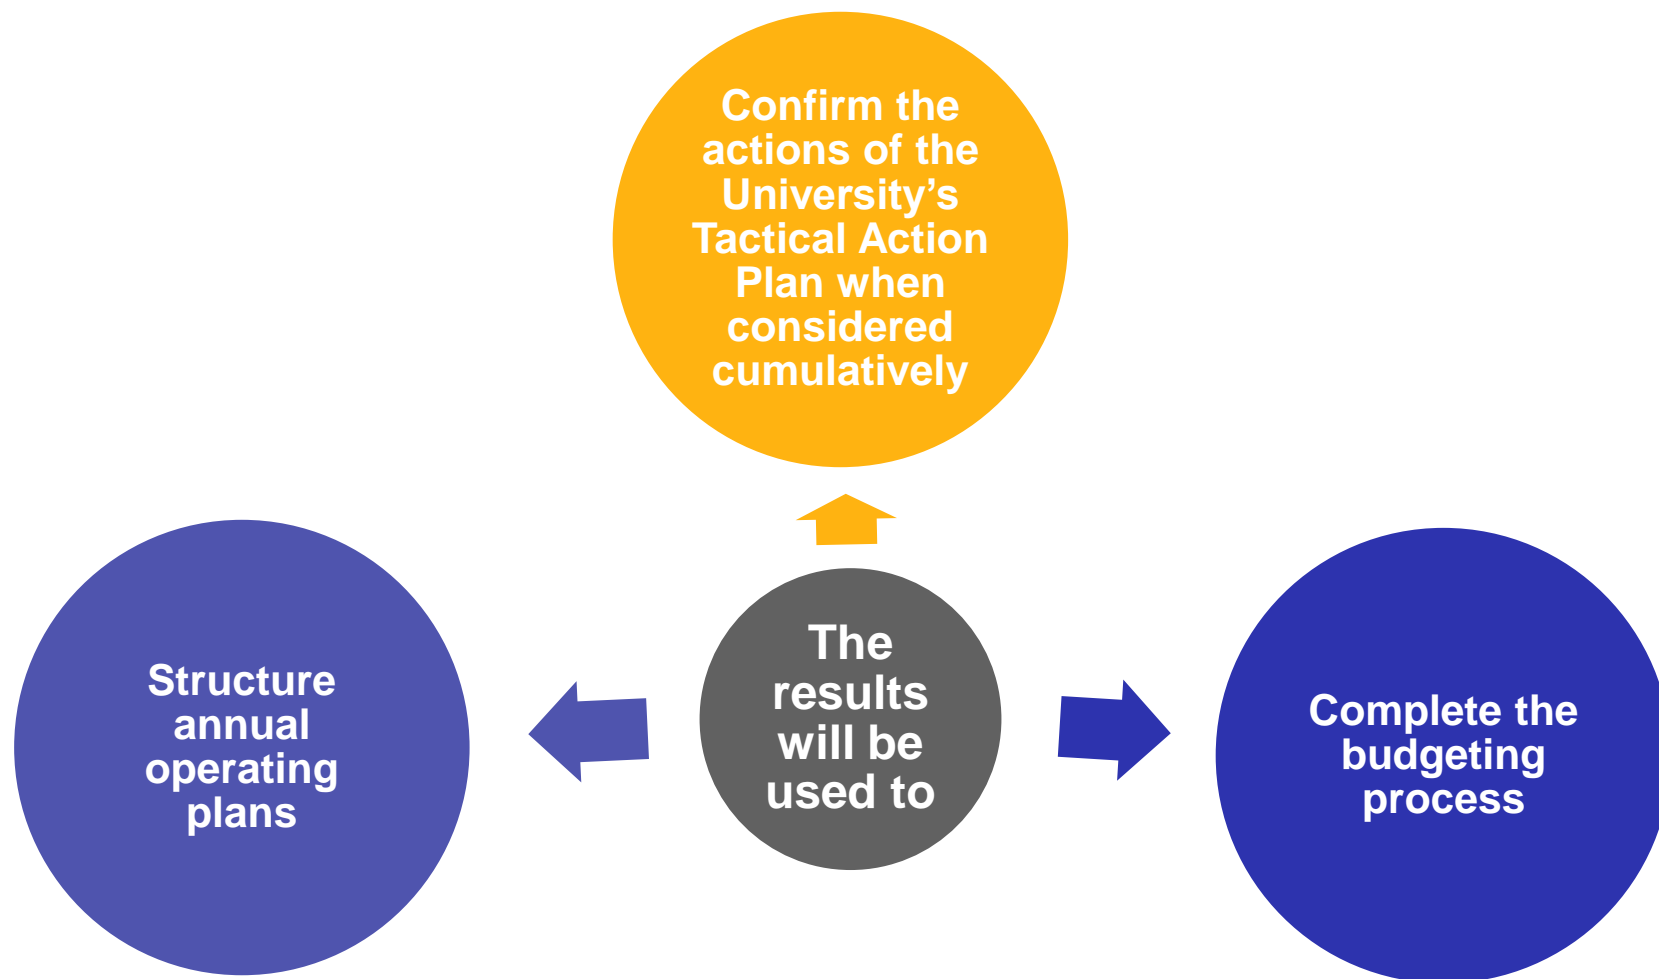 Confirm the
actions of the
University’s
Tactical Action
Plan when
considered
cumulatively
The
results
will be
used to
Structure
annual
operating
plans
Complete the
budgeting
process